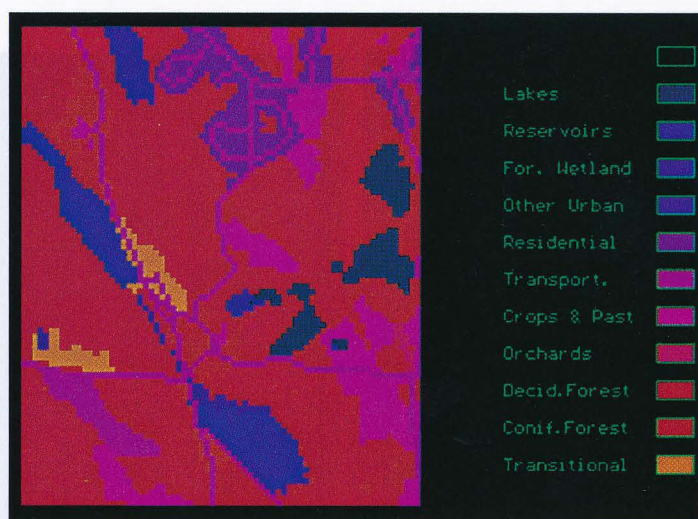 Lakes
Reservoirs
For. Wetland
Other Urban
Residential
Transport.
Crops & Past
Orchards
Decid.Forest
Conif.Forest
Transitional